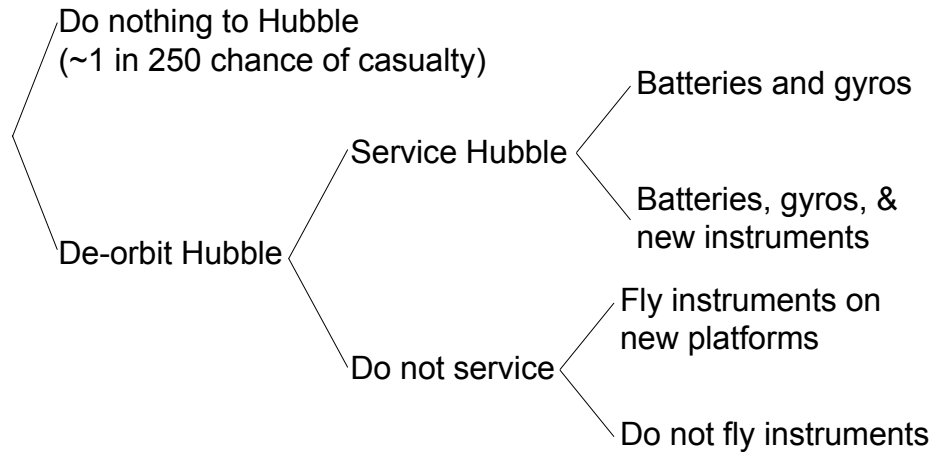 Do nothing to Hubble
(~1 in 250 chance of casualty)
Batteries and gyros
Service Hubble
Batteries, gyros, &
new instruments
De-orbit Hubble
Fly instruments on
new platforms
Do not service
Do not fly instruments